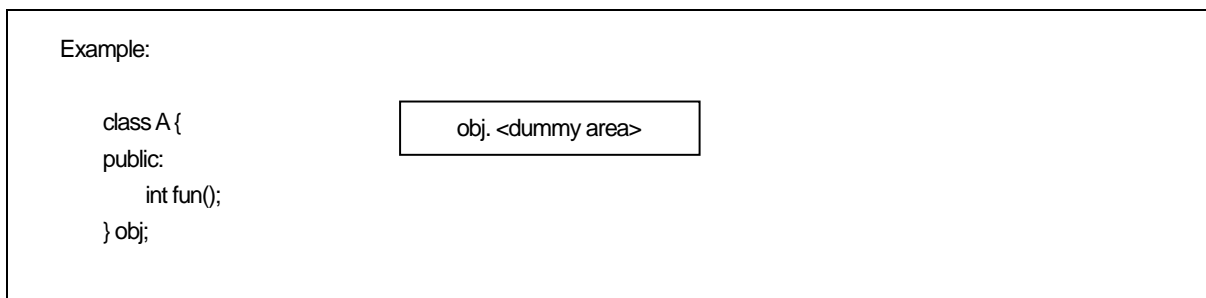 Example:
class A {
obj. <dummy area>
public:
int fun();
} obj;